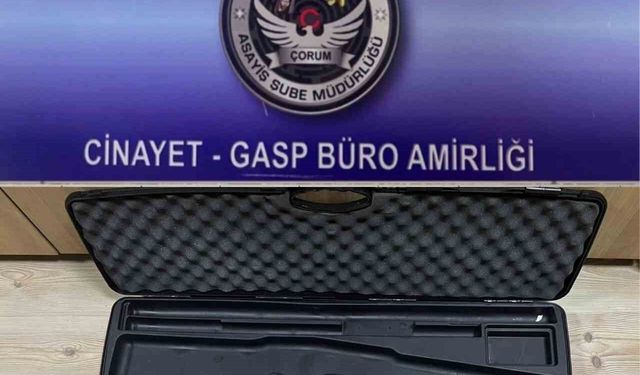 ÇORUM
ASAYİŞ ŞUBE MÜDÜRLÜĞÜ
CİNAYET - GASP BÜRO AMİRLİĞİ